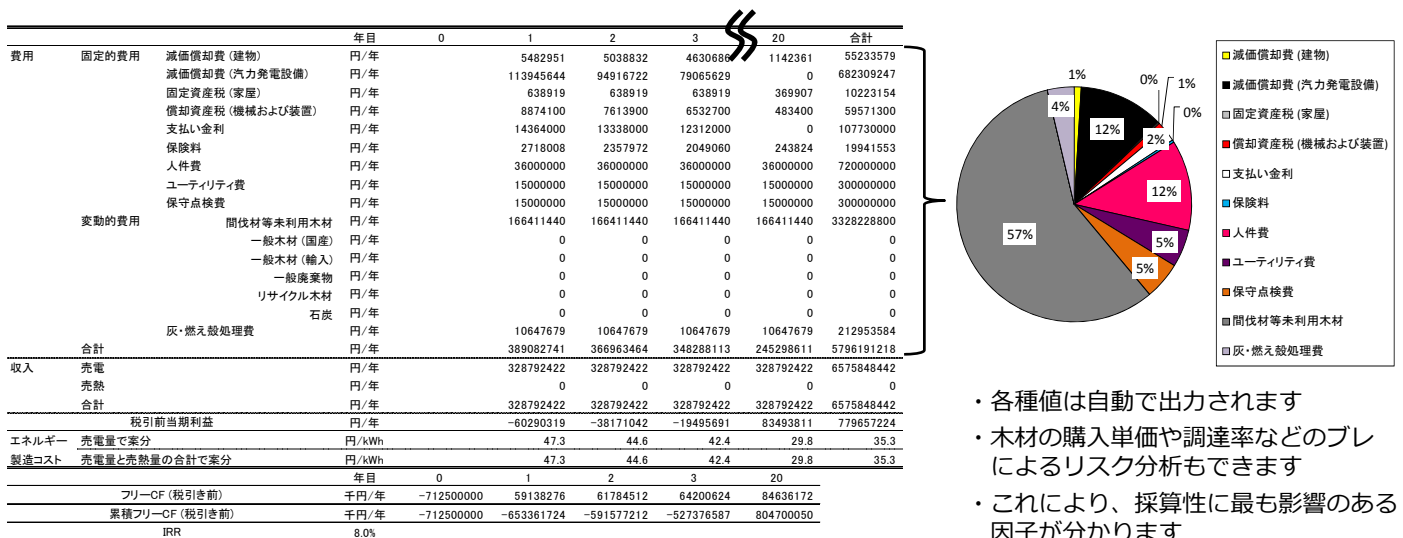 年目 0 1 2 3 20 合計
費用 固定的費用 減価償却費(建物) 円/年 5482951 5038832 4630686 1142361 55233579
減価償却費(汽力発電設備) 円/年 113945644 94916722 79065629 0 682309247
固定資産税(家屋) 円/年 638919 638919 638919 369907 10223154
償却資産税(機械および装置) 円/年 8874100 7613900 6532700 483400 59571300
支払い金利 円/年 14364000 13338000 12312000 0 107730000
保険料 円/年 2718008 2357972 2049060 243824 19941553
人件費 円/年 36000000 36000000 36000000 36000000 720000000
ユーティリティ費 円/年 15000000 15000000 15000000 15000000 300000000
保守点検費 円/年 15000000 15000000 15000000 15000000 300000000
変動的費用 間伐材等未利用木材 円/年 166411440 166411440 166411440 166411440 3328228800
一般木材(国産) 円/年 0 0 0 0 0
一般木材(輸入) 円/年 0 0 0 0 0
一般廃棄物 円/年 0 0 0 0 0
リサイクル木材 円/年 0 0 0 0 0
石炭 円/年 0 0 0 0 0
灰・燃え殻処理費 円/年 10647679 10647679 10647679 10647679 212953584
合計 円/年 389082741 366963464 348288113 245298611 5796191218
収入 売電 円/年 328792422 328792422 328792422 328792422 6575848442
売熱 円/年 0 0 0 0 0
合計 円/年 328792422 328792422 328792422 328792422 6575848442
税引前当期利益 円/年 -60290319 -38171042 -19495691 83493811 779657224
エネルギー 売電量で案分 円/kWh 47.3 44.6 42.4 29.8 35.3
製造コスト 売電量と売熱量の合計で案分 円/kWh 47.3 44.6 42.4 29.8 35.3
年目 0 1 2 3 20
フリーCF(税引き前) 千円/年 -712500000 59138276 61784512 64200624 84636172
累積フリーCF(税引き前) 千円/年 -712500000 -653361724 -591577212 -527376587 804700050
IRR 8.0%
1%
12%
0%
1%
2%
0%
12%
5%
5%
57%
4%
減価償却費(建物)
減価償却費(汽力発電設備)
固定資産税(家屋)
償却資産税(機械および装置)
支払い金利
保険料
人件費
ユーティリティ費
保守点検費
間伐材等未利用木材
灰・燃え殻処理費
・各種値は自動で出力されます
・木材の購入単価や調達率などのブレ
によるリスク分析もできます
・これにより、採算性に最も影響のある
因子が分かります